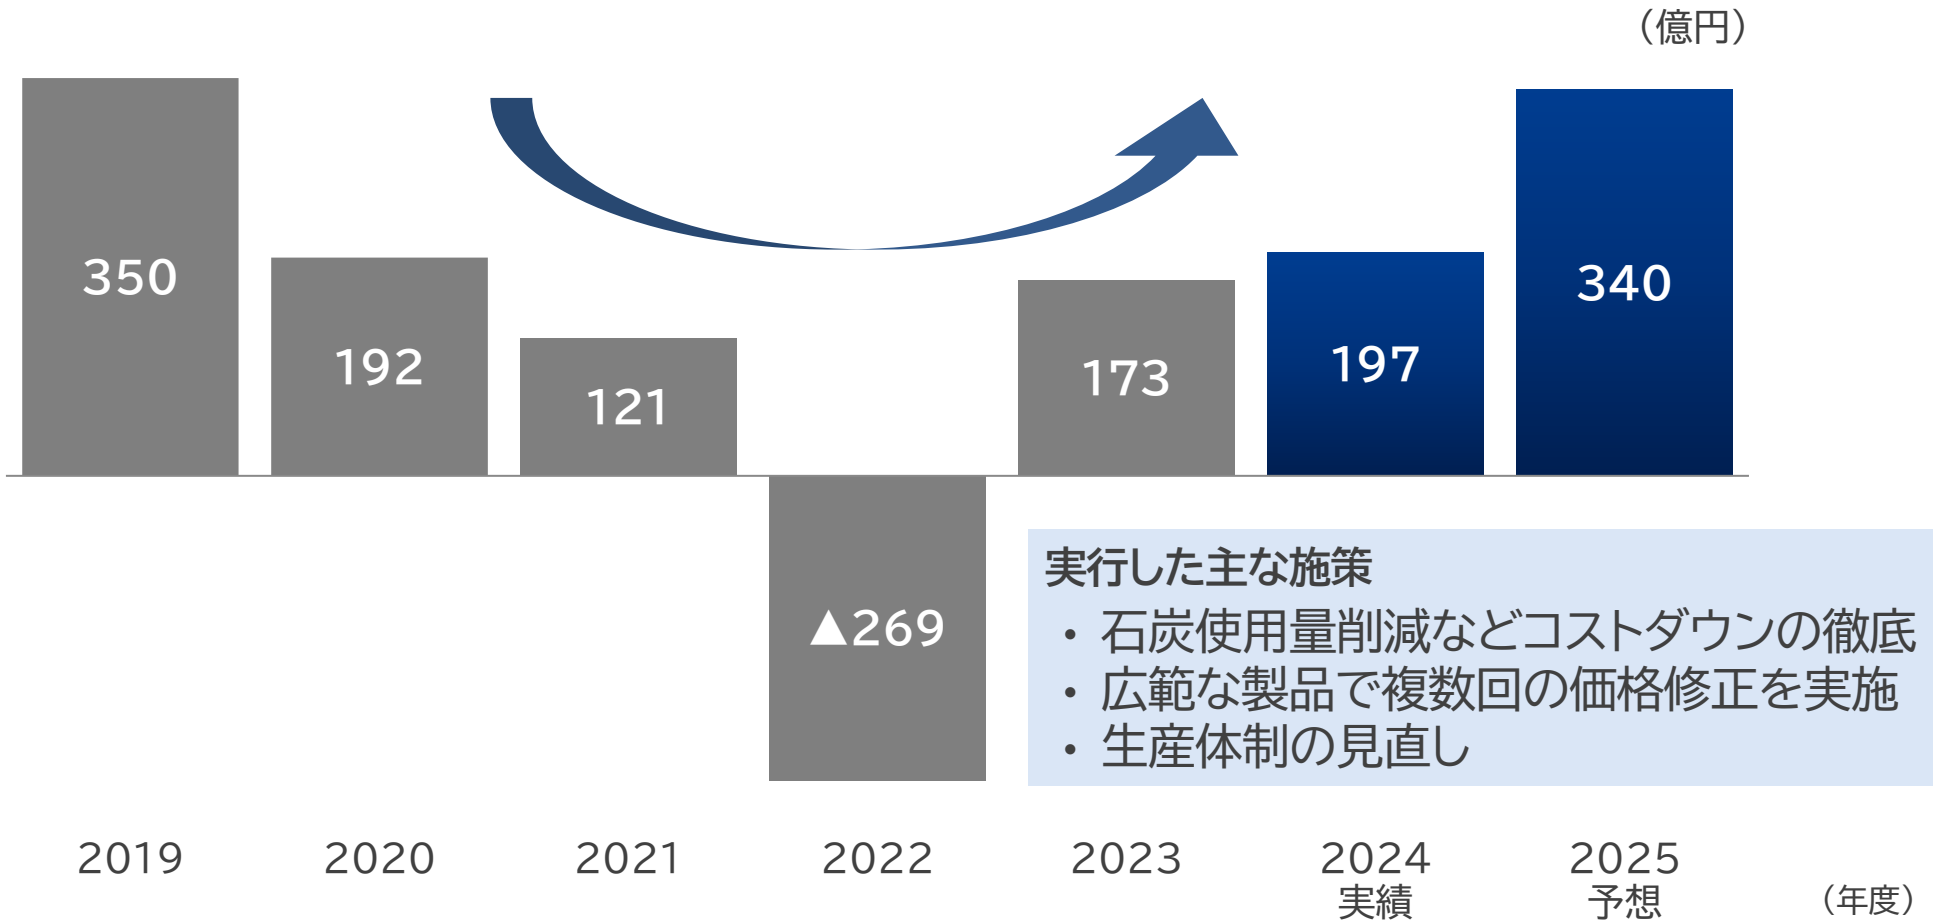 （億円）
350
192
121
▲269
173
197
340
実行した主な施策
・ 石炭使用量削減などコストダウンの徹底
・ 広範な製品で複数回の価格修正を実施
・ 生産体制の見直し
2019
2020
2021
2022
2023
2024
実績
2025
予想
（年度）